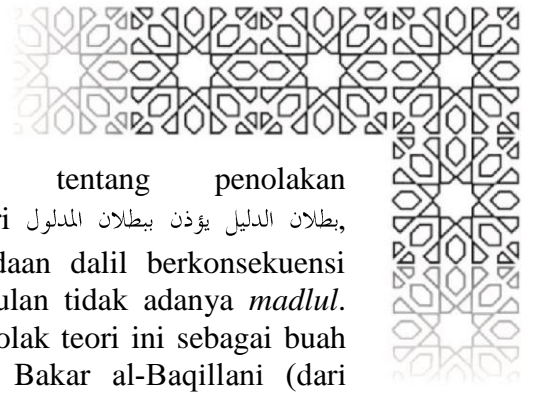 tentang penolakan
ri بطلان الدليل يؤذن ببطلان المدلول,
daan dalil berkonsekuensi
ulan tidak adanya madlul.
olak teori ini sebagai buah
Bakar al-Baqillani (dari